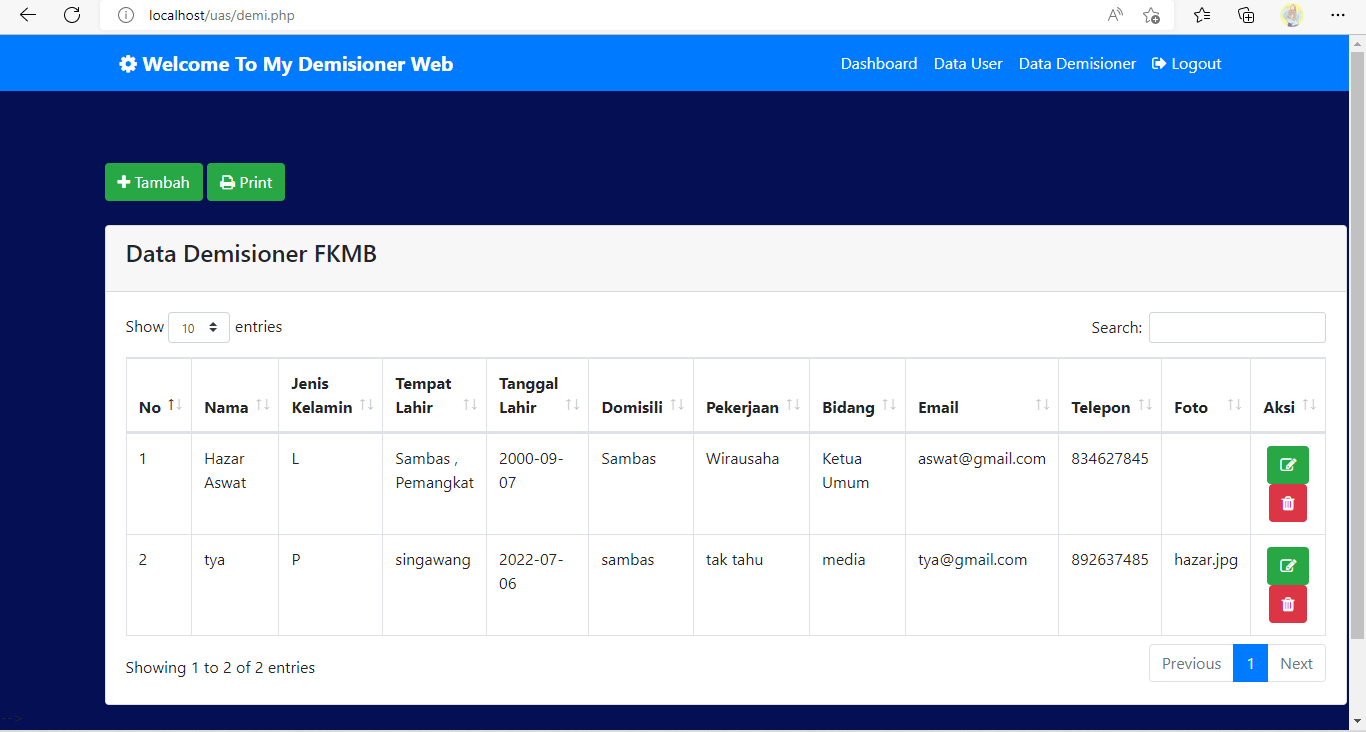 localhost/uas/demi.php
Welcome To My Demisioner Web
Dashboard Data User Data Demisioner Logout
Tambah Print
Data Demisioner FKMB
Show 10 entries Search:
No Nama Jenis Kelamin Tempat Lahir Tanggal Lahir Domisili Pekerjaan Bidang Email Telepon Foto Aksi
1 Hazar Aswat L Sambas , Pemangkat 2000-09-07 Sambas Wirausaha Ketua Umum aswat@gmail.com 834627845
2 tya P singawang 2022-07-06 sambas tak tahu media tya@gmail.com 892637485 hazar.jpg
Showing 1 to 2 of 2 entries Previous 1 Next
-->